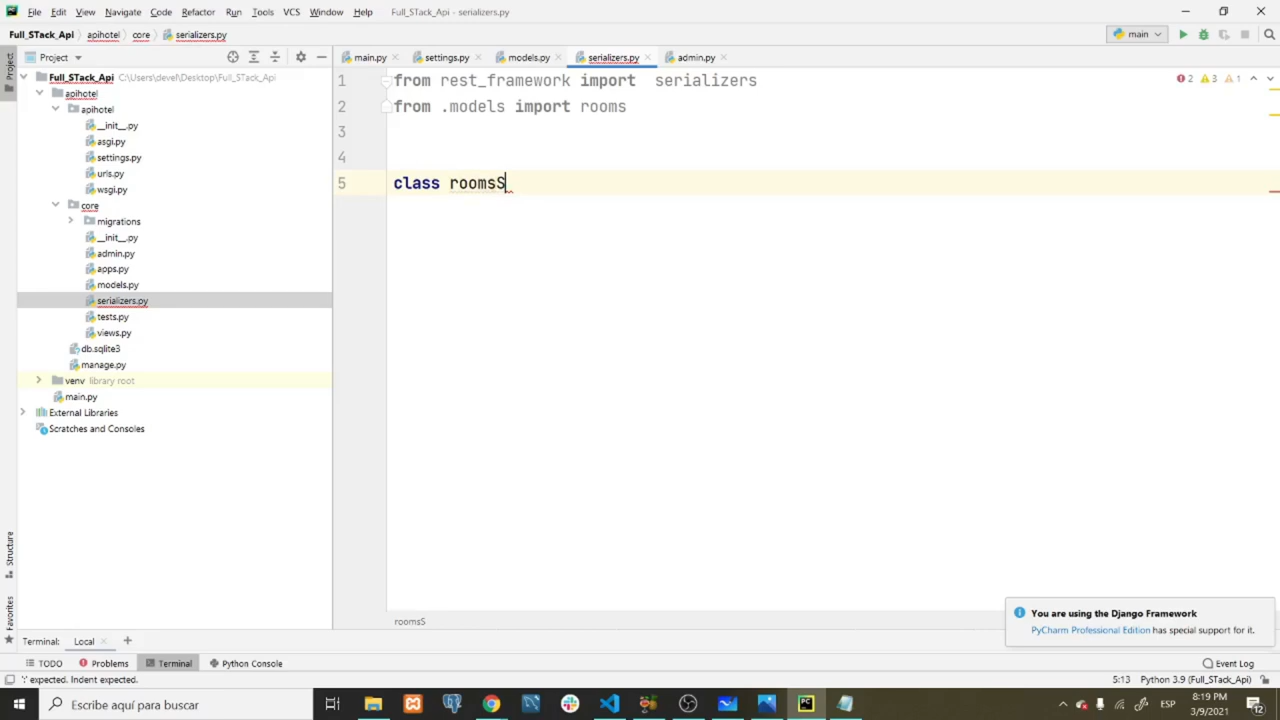 File Edit View Navigate Code Refactor Run Tools VCS Window Help Full_STack_Api - serializers.py
Full_STack_Api apihotel core serializers.py main
Project main.py settings.py models.py serializers.py admin.py
Project
Full_STack_Api C:\Users\devel\Desktop\Full_STack_Api
apihotel
apihotel
__init__.py
asgi.py
settings.py
urls.py
wsgi.py
core
migrations
__init__.py
admin.py
apps.py
models.py
serializers.py
tests.py
views.py
db.sqlite3
manage.py
venv library root
main.py
External Libraries
Scratches and Consoles
1 from rest_framework import serializers
2 from .models import rooms
3
4
5 class roomsS
2 3 1
Structure
Favorites
You are using the Django Framework
PyCharm Professional Edition has special support for it.
roomsS
Terminal: Local
TODO Problems Terminal Python Console Event Log
':' expected. Indent expected. 5:13 Python 3.9 (Full_STack_Api)
Escribe aquí para buscar
ESP
8:19 PM
3/9/2021
2